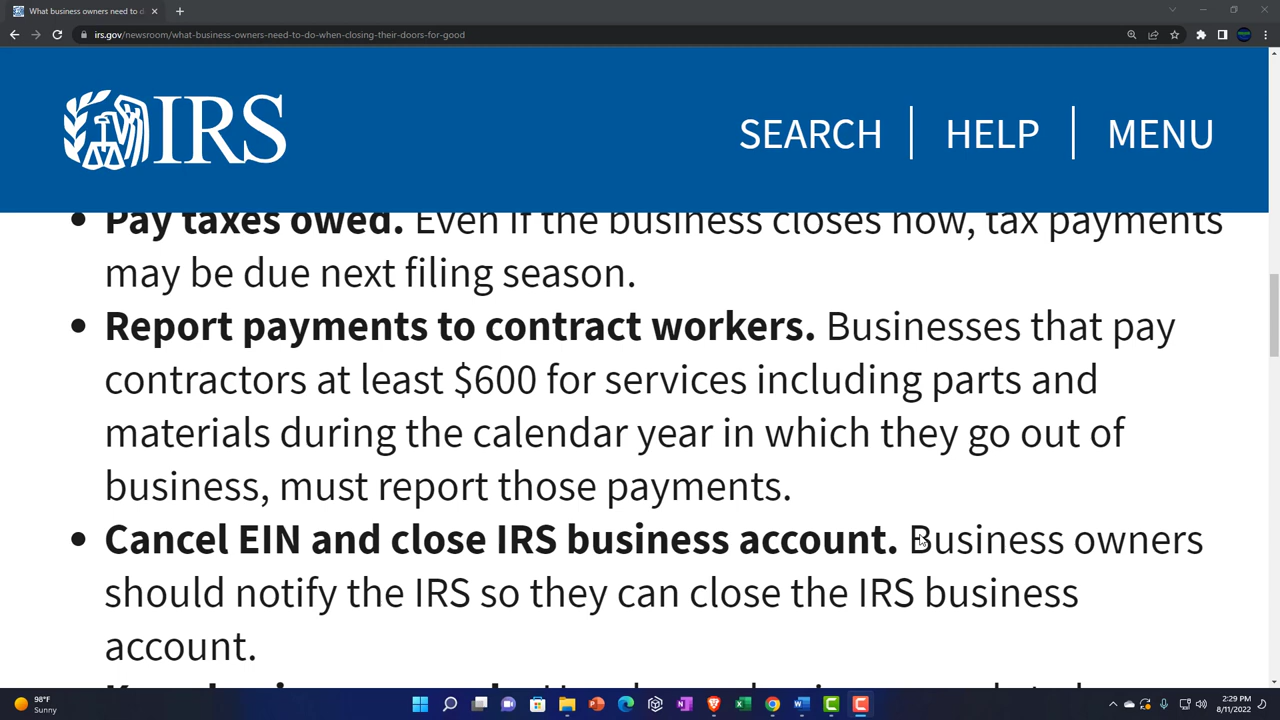 What business owners need to d
irs.gov/newsroom/what-business-owners-need-to-do-when-closing-their-doors-for-good
IRS
SEARCH
HELP
MENU
• Pay taxes owed. Even if the business closes now, tax payments
may be due next filing season.
• Report payments to contract workers. Businesses that pay
contractors at least $600 for services including parts and
materials during the calendar year in which they go out of
business, must report those payments.
• Cancel EIN and close IRS business account. Business owners
should notify the IRS so they can close the IRS business
account.
98°F
Sunny
2:29 PM
8/11/2022